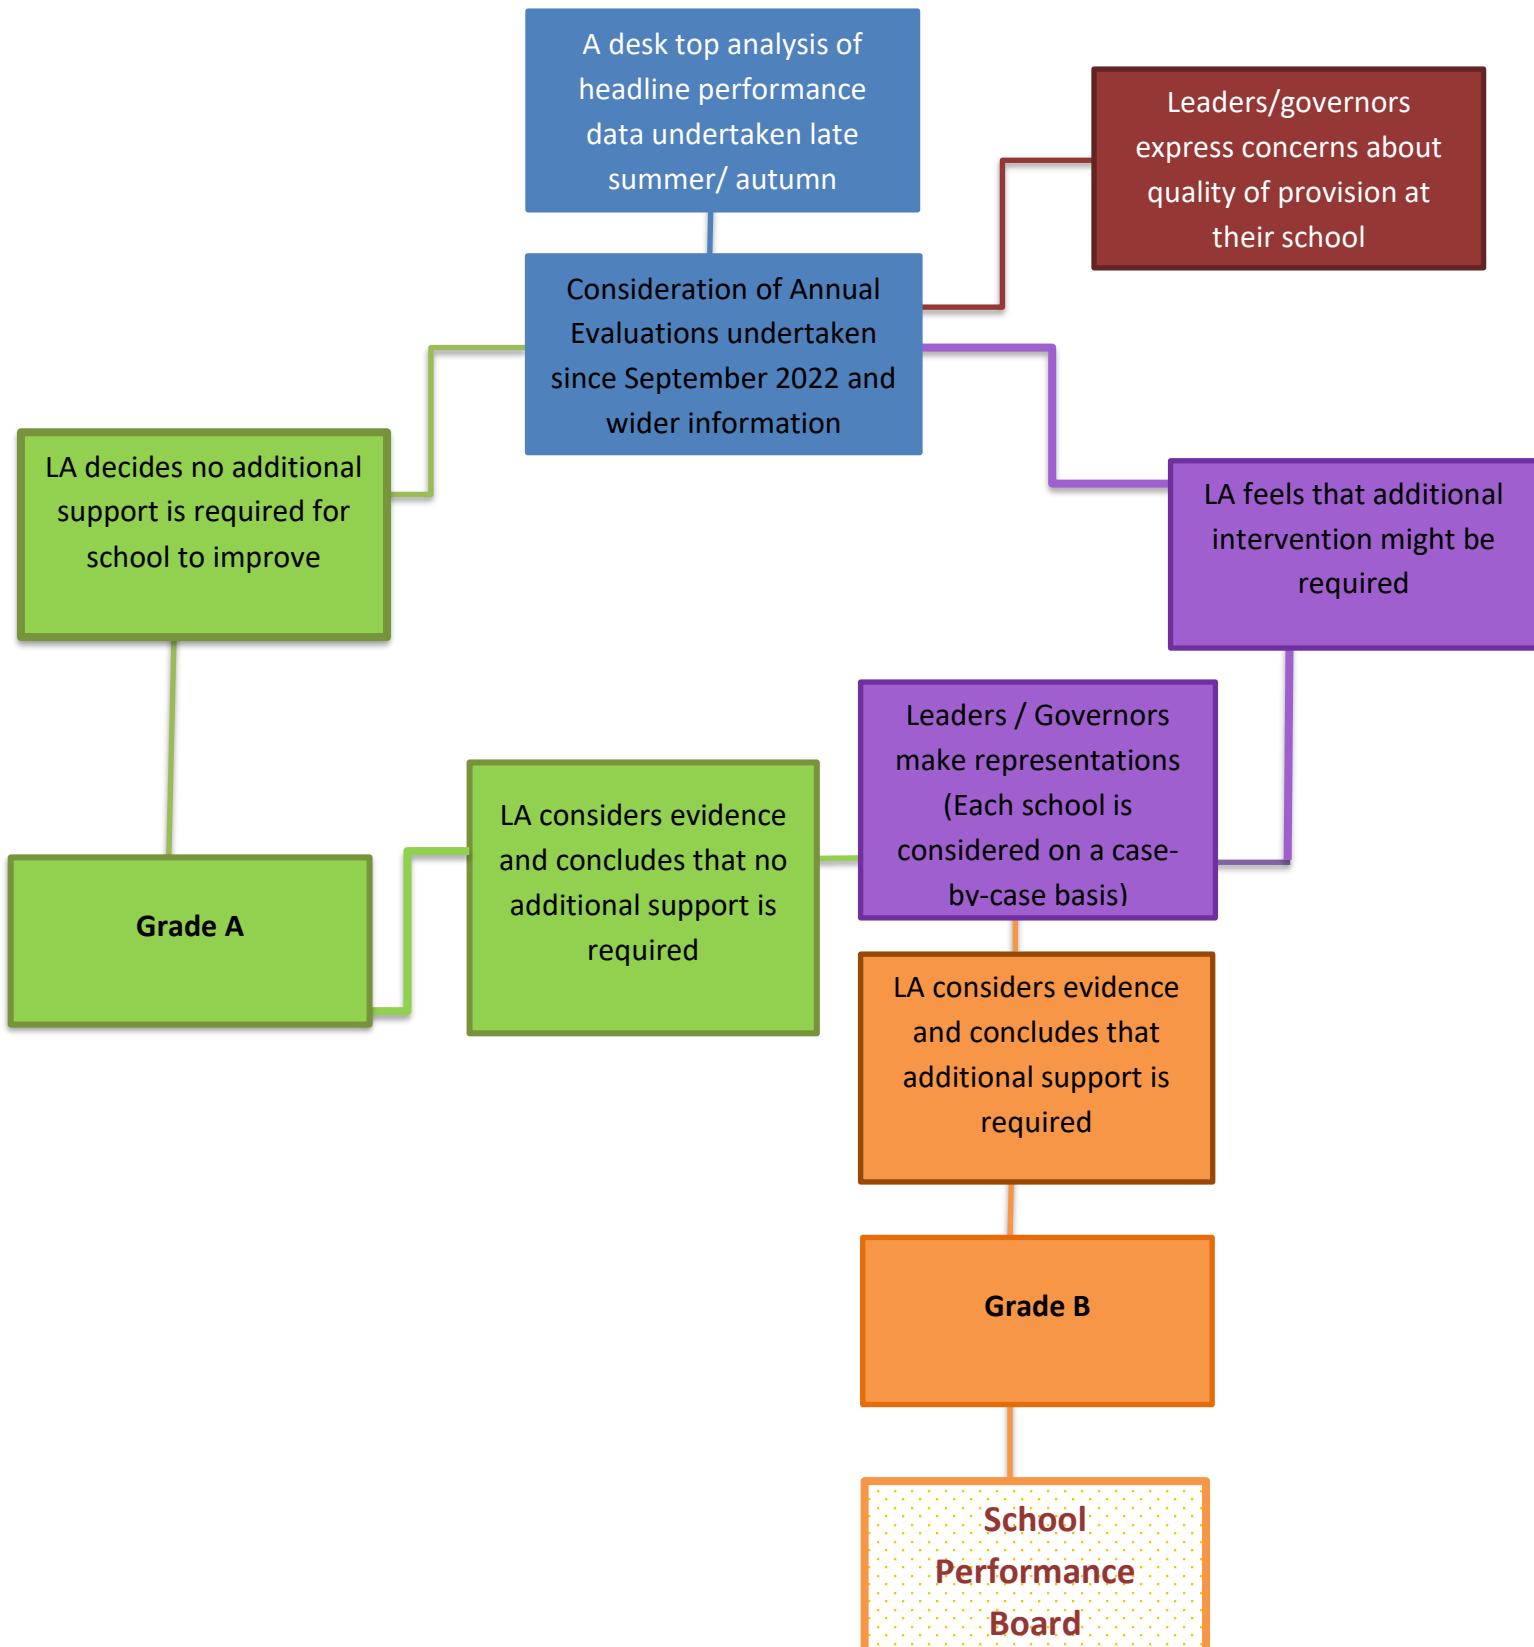 A desk top analysis of
headline performance
data undertaken late
summer/ autumn
Leaders/governors
express concerns about
quality of provision at
their school
Consideration of Annual
Evaluations undertaken
since September 2022 and
wider information
LA decides no additional
support is required for
school to improve
LA feels that additional
intervention might be
required
Leaders / Governors
make representations
(Each school is
considered on a case-
by-case basis)
LA considers evidence
and concludes that no
additional support is
required
Grade A
LA considers evidence
and concludes that
additional support is
required
Grade B
School
Performance
Board